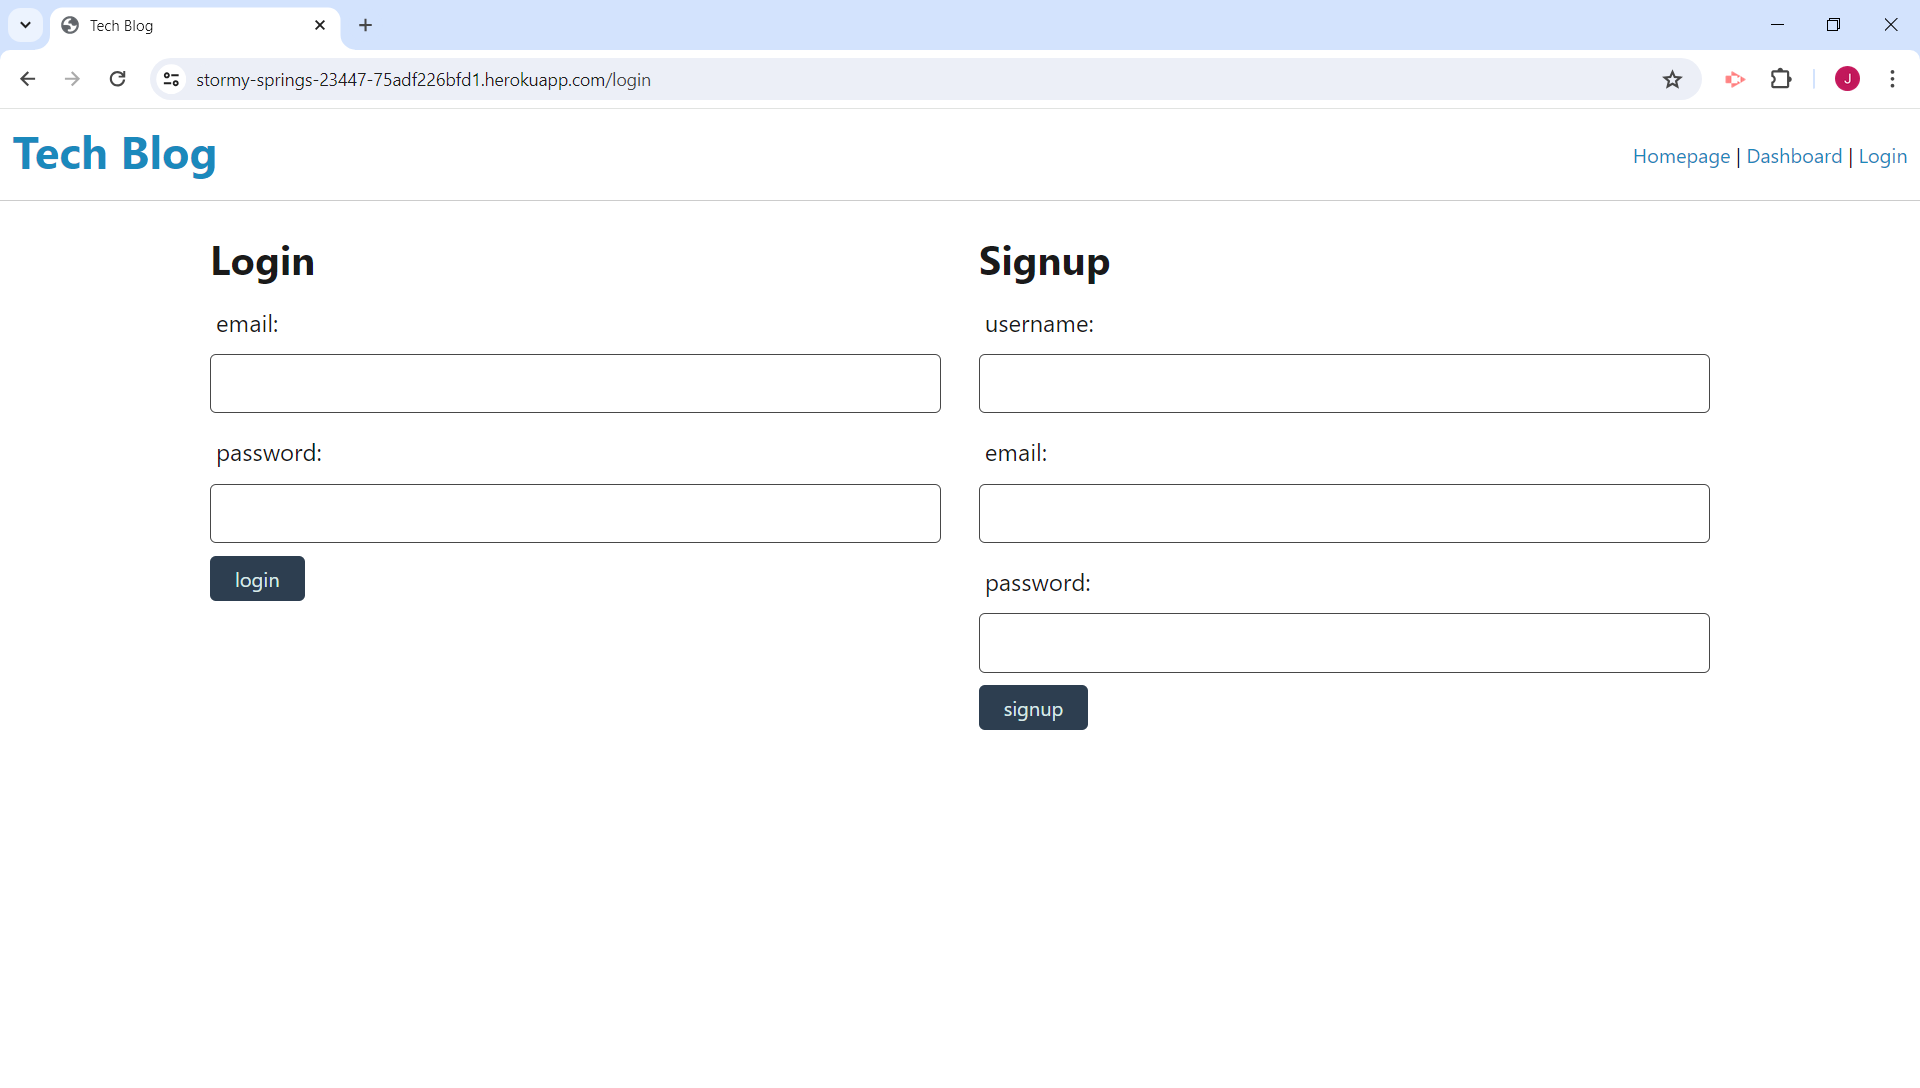 Tech Blog
stormy-springs-23447-75adf226bfd1.herokuapp.com/login
J
Tech Blog
Homepage | Dashboard | Login
Login
email:
password:
login
Signup
username:
email:
password:
signup